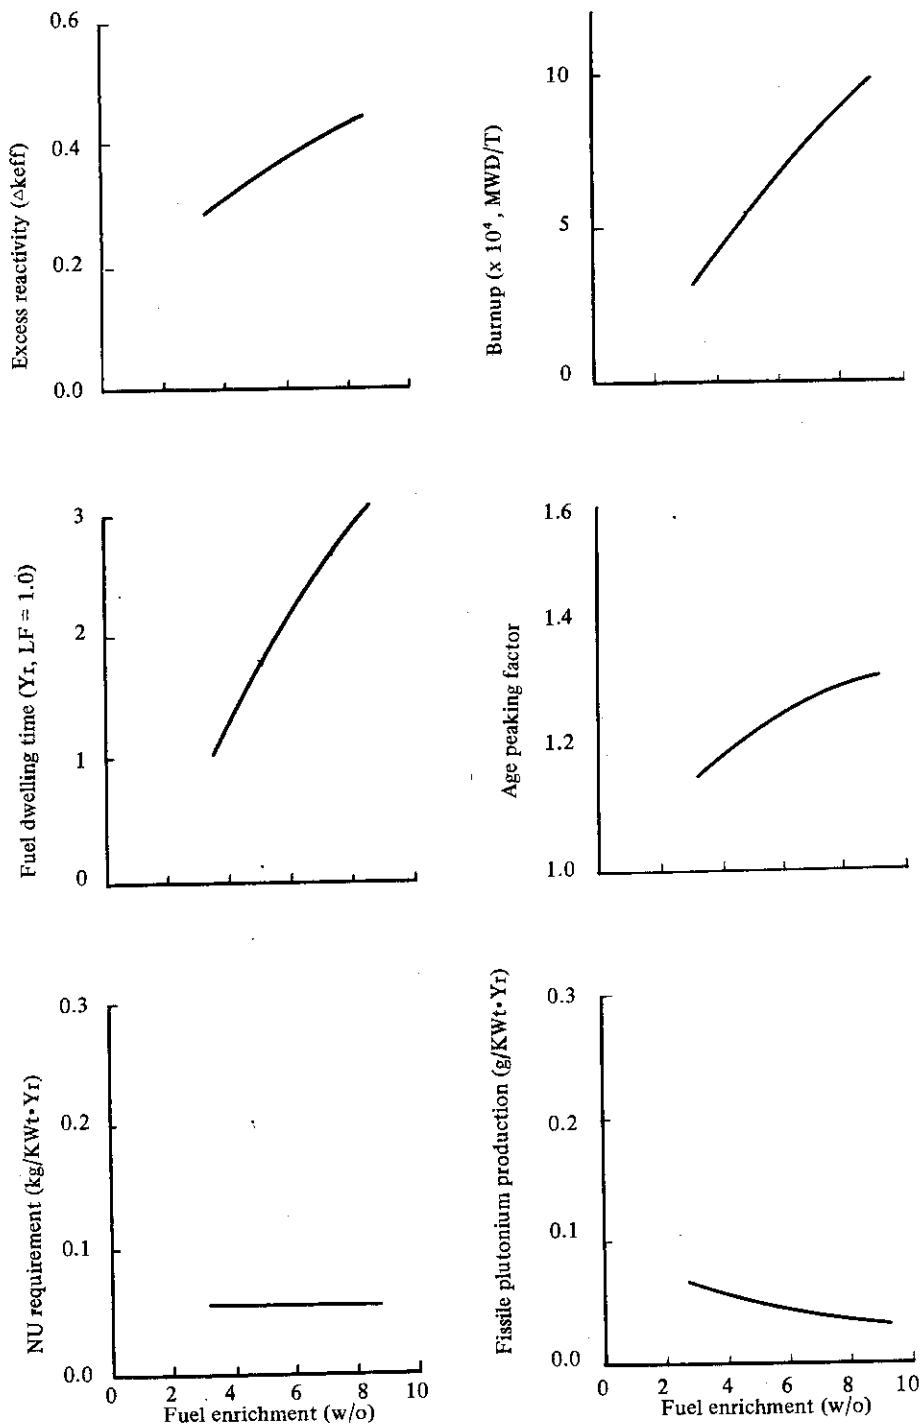 Excess reactivity (△keff)
0.6
0.4
0.2
0.0
Burnup (x 10⁴, MWD/T)
10
5
0
Fuel dwelling time (Yr, LF = 1.0)
3
2
1
0
Age peaking factor
1.6
1.4
1.2
1.0
NU requirement (kg/KWt•Yr)
0.3
0.2
0.1
0.0
0 2 4 6 8 10
Fuel enrichment (w/o)
Fissile plutonium production (g/KWt•Yr)
0.3
0.2
0.1
0.0
0 2 4 6 8 10
Fuel enrichment (w/o)